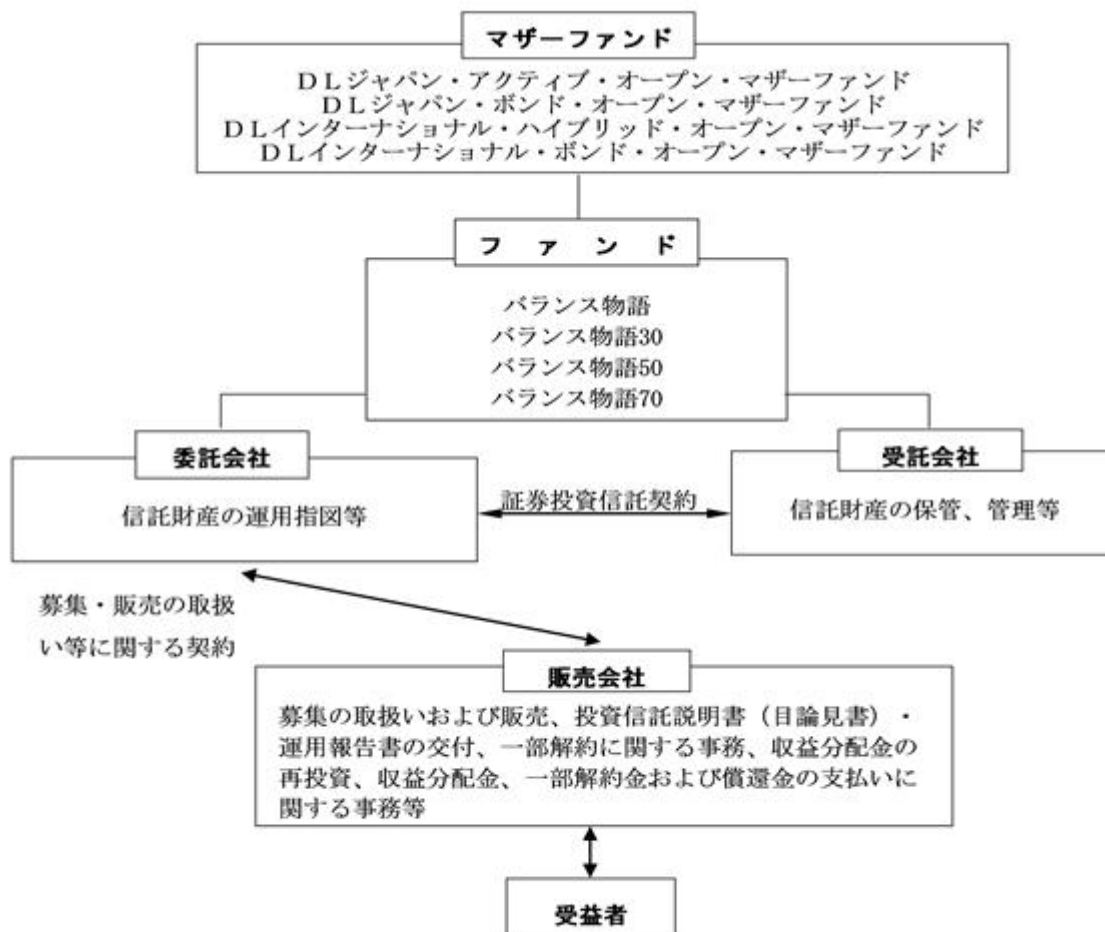 マザーファンド
ＤＬジャパン・アクティブ・オープン・マザーファンド
ＤＬジャパン・ボンド・オープン・マザーファンド
ＤＬインターナショナル・ハイブリッド・オープン・マザーファンド
ＤＬインターナショナル・ボンド・オープン・マザーファンド
ファンド
バランス物語
バランス物語30
バランス物語50
バランス物語70
委託会社
信託財産の運用指図等
証券投資信託契約
受託会社
信託財産の保管、管理等
募集・販売の取扱
い等に関する契約
販売会社
募集の取扱いおよび販売、投資信託説明書（目論見書）・
運用報告書の交付、一部解約に関する事務、収益分配金の
再投資、収益分配金、一部解約金および償還金の支払いに
関する事務等
受益者